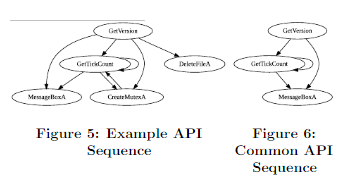 GetVersion
GetTickCount
DeleteFileA
MessageBoxA
CreateMutexA
GetVersion
GetTickCount
MessageBoxA
Figure 5: Example API
Sequence
Figure 6:
Common API
Sequence